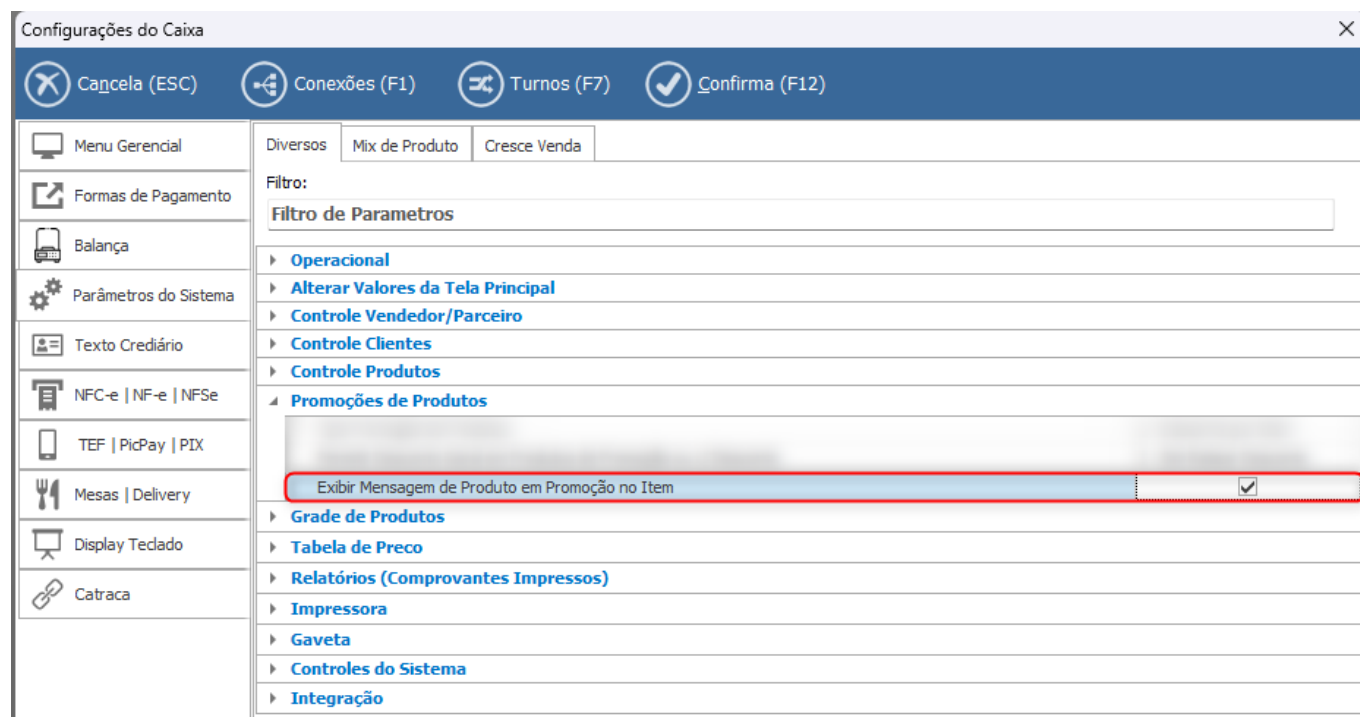 Configurações do Caixa
Cancela (ESC) Conexões (F1) Turnos (F7) Confirma (F12)
Menu Gerencial
Formas de Pagamento
Balança
Parâmetros do Sistema
Texto Crediário
NFC-e | NF-e | NFSe
TEF | PicPay | PIX
Mesas | Delivery
Display Teclado
Catraca
Diversos Mix de Produto Cresce Venda
Filtro:
Filtro de Parametros
Operacional
Alterar Valores da Tela Principal
Controle Vendedor/Parceiro
Controle Clientes
Controle Produtos
Promoções de Produtos
Exibir Mensagem de Produto em Promoção no Item
Grade de Produtos
Tabela de Preco
Relatórios (Comprovantes Impressos)
Impressora
Gaveta
Controles do Sistema
Integração